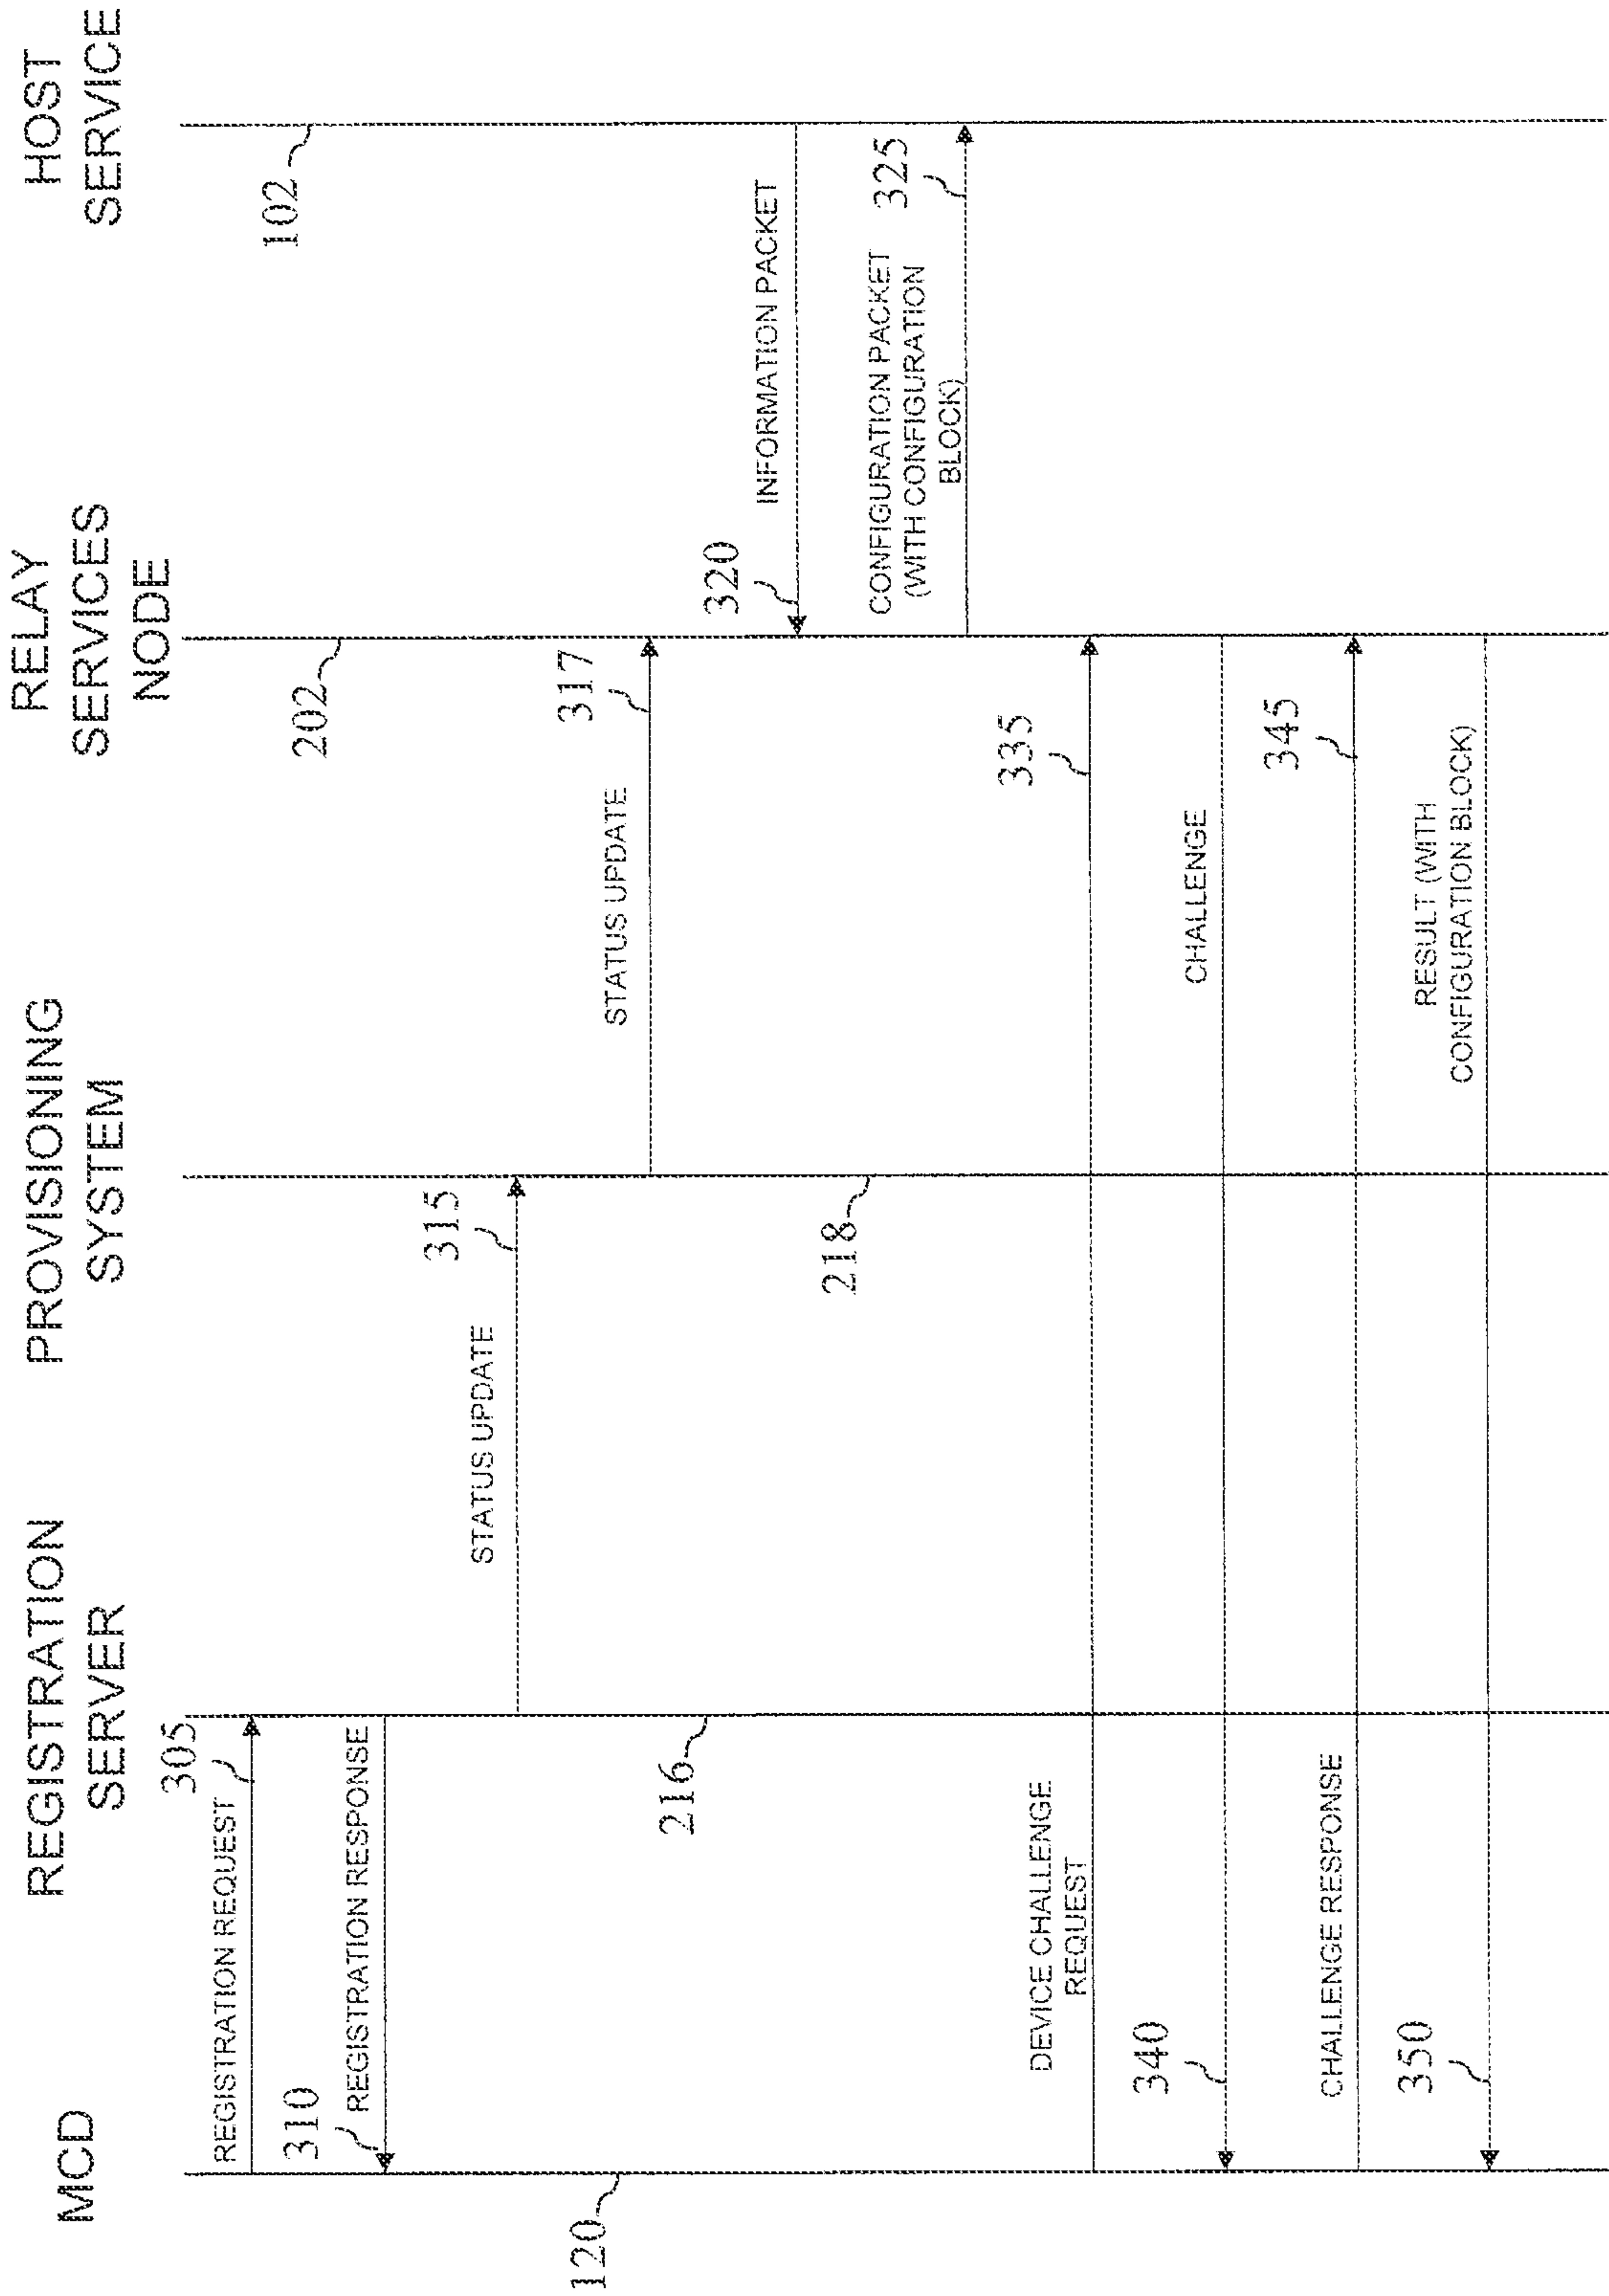 MCD
REGISTRATION
SERVER
PROVISIONING
SYSTEM
RELAY
SERVICES
NODE
HOST
SERVICE
305
REGISTRATION REQUEST
310
REGISTRATION RESPONSE
102
202
315
STATUS UPDATE
317
STATUS UPDATE
120
216
218
320
INFORMATION PACKET
CONFIGURATION PACKET
(WITH CONFIGURATION
BLOCK)
325
DEVICE CHALLENGE
REQUEST
335
340
CHALLENGE
CHALLENGE RESPONSE
345
350
RESULT (WITH
CONFIGURATION BLOCK)